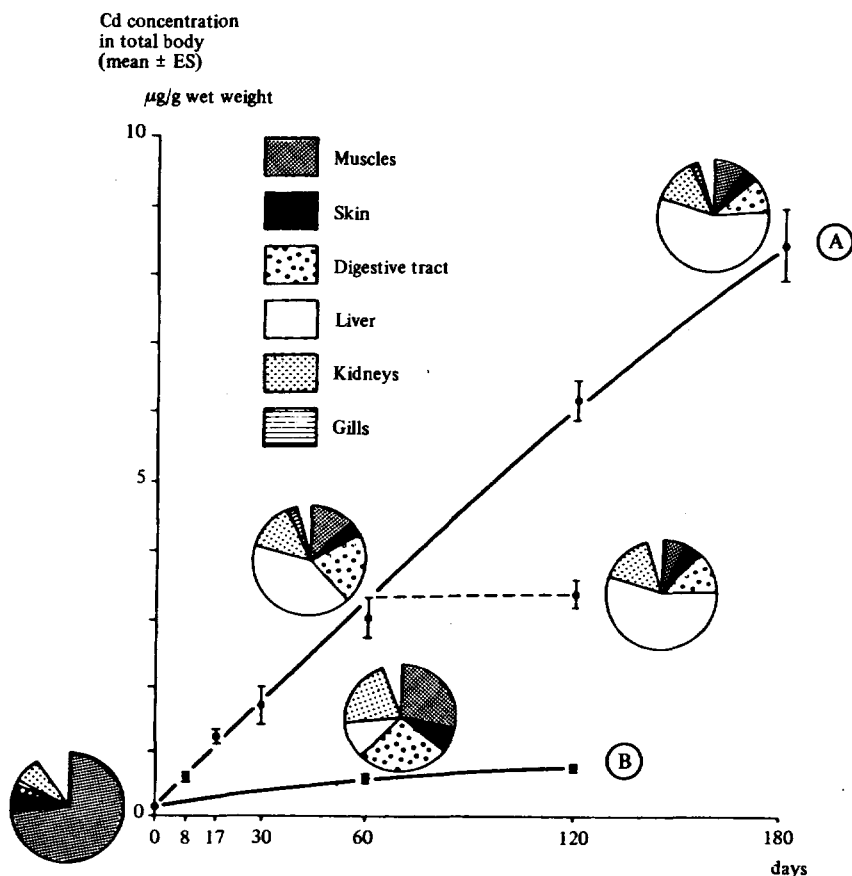 Cd concentration
in total body
(mean ± ES)
µg/g wet weight
10
Muscles
Skin
Digestive tract
Liver
Kidneys
Gills
A
5
B
0
0 8 17 30 60 120 180
days